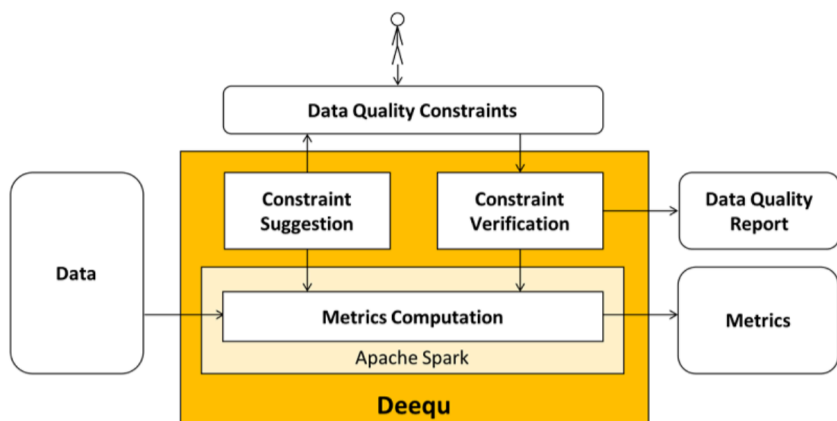 Data Quality Constraints
Constraint
Suggestion
Constraint
Verification
Data Quality
Report
Data
Metrics Computation
Metrics
Apache Spark
Deequ